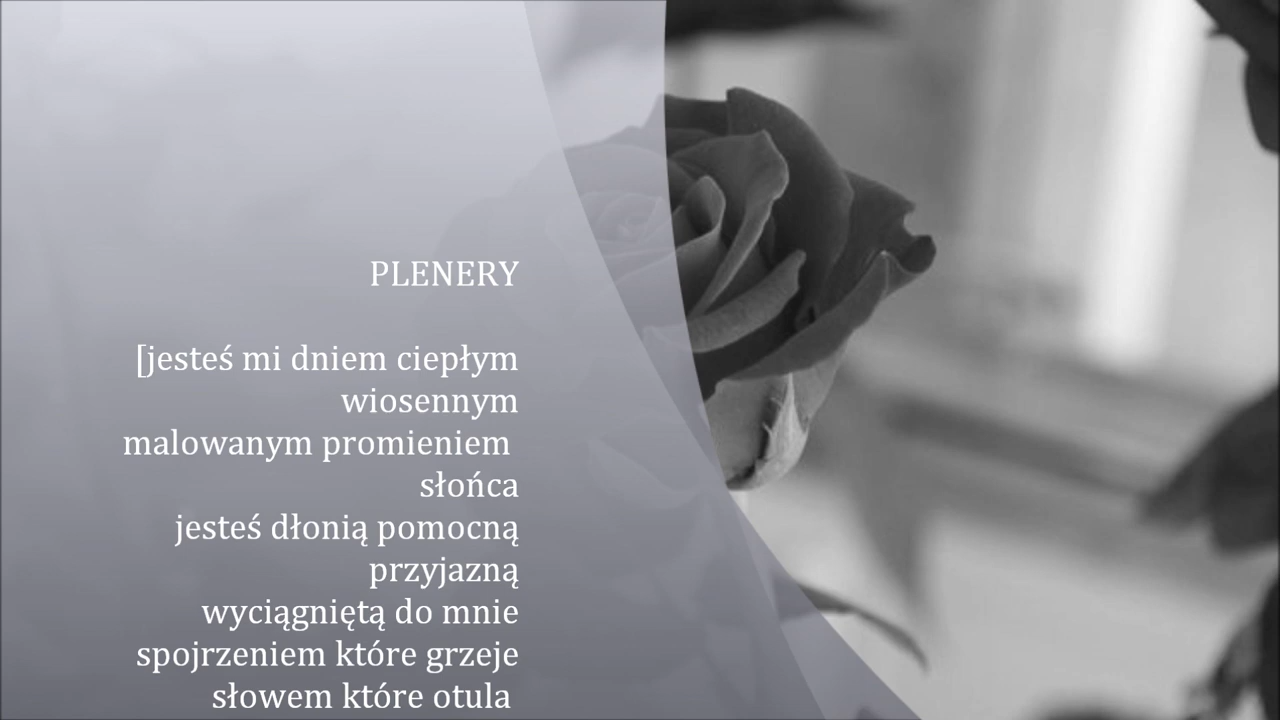 PLENERY
[jesteś mi dniem ciepłym
wiosennym
malowanym promieniem
słońca
jesteś dłonią pomocną
przyjazną
wyciągniętą do mnie
spojrzeniem które grzeje
słowem które otula